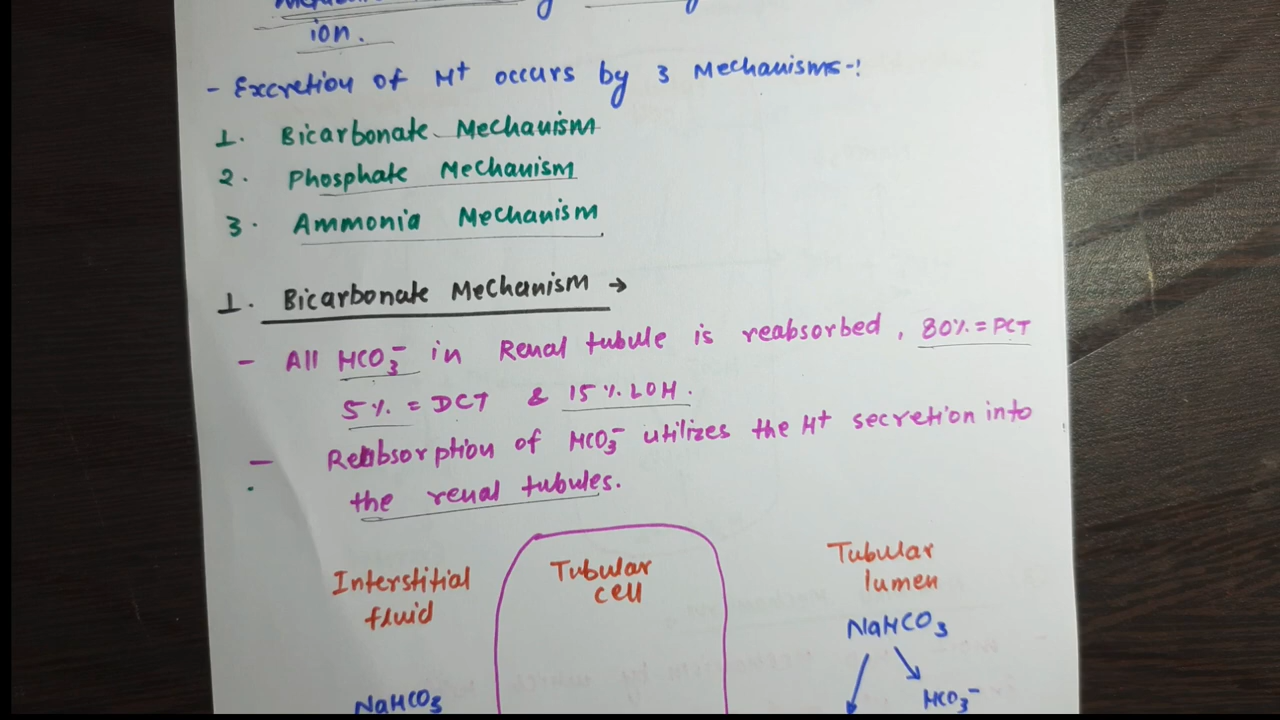 ion.
- Excretion of H+ occurs by 3 Mechanisms-:
1. Bicarbonate Mechanism
2. Phosphate Mechanism
3. Ammonia Mechanism
1. Bicarbonate Mechanism →
- All HCO3- in Renal tubule is reabsorbed, 80% = PCT
5% = DCT & 15% LOH.
- Reabsorption of HCO3- utilizes the H+ secretion into
the renal tubules.
Interstitial
fluid
Tubular
cell
Tubular
lumen
NaHCO3
HCO3-
NaHCO3